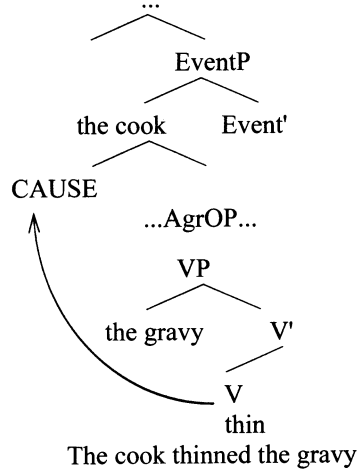 ...
EventP
the cook Event'
CAUSE
...AgrOP...
VP
the gravy V'
V
thin
The cook thinned the gravy